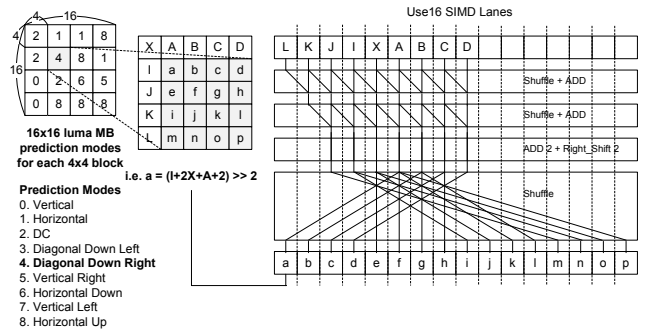 4 16
4
16
2 1 1 8
2 4 8 1
0 2 6 5
0 8 8 8
16x16 luma MB
prediction modes
for each 4x4 block
X A B C D
I a b c d
J e f g h
K i j k l
L m n o p
i.e. a = (I+2X+A+2) >> 2
Prediction Modes
0. Vertical
1. Horizontal
2. DC
3. Diagonal Down Left
4. Diagonal Down Right
5. Vertical Right
6. Horizontal Down
7. Vertical Left
8. Horizontal Up
Use16 SIMD Lanes
L K J I X A B C D
Shuffle + ADD
Shuffle + ADD
ADD 2 + Right_Shift 2
Shuffle
a b c d e f g h i j k l m n o p